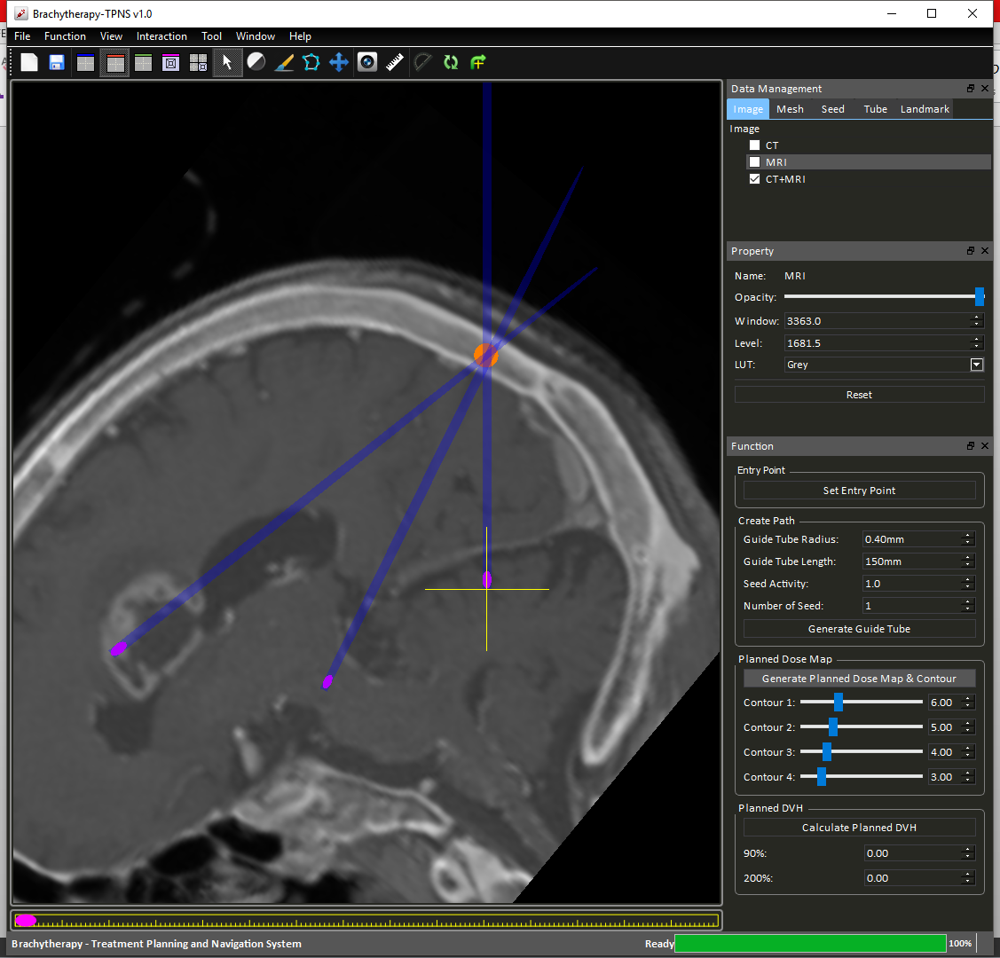 Brachytherapy-TPNS v1.0
File Function View Interaction Tool Window Help
Data Management
Image Mesh Seed Tube Landmark
Image
CT
MRI
CT+MRI
Property
Name: MRI
Opacity:
Window: 3363.0
Level: 1681.5
LUT: Grey
Reset
Function
Entry Point
Set Entry Point
Create Path
Guide Tube Radius: 0.40mm
Guide Tube Length: 150mm
Seed Activity: 1.0
Number of Seed: 1
Generate Guide Tube
Planned Dose Map
Generate Planned Dose Map & Contour
Contour 1: 6.00
Contour 2: 5.00
Contour 3: 4.00
Contour 4: 3.00
Planned DVH
Calculate Planned DVH
90%: 0.00
200%: 0.00
Brachytherapy - Treatment Planning and Navigation System Ready 100%